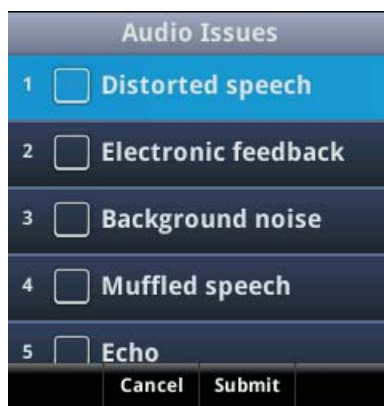 Audio Issues
1 Distorted speech
2 Electronic feedback
3 Background noise
4 Muffled speech
5 Echo
Cancel Submit